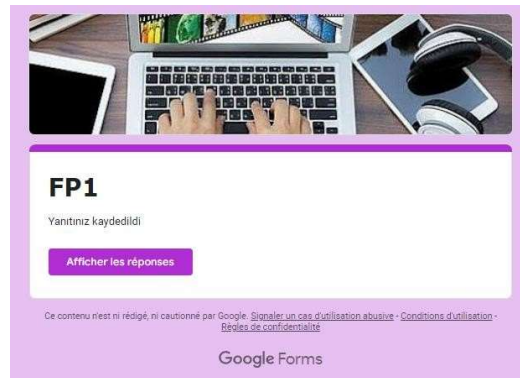 FP1
Yanıtınız kaydedildi
Afficher les réponses
Ce contenu n'est ni rédigé, ni cautionné par Google. Signaler un cas d'utilisation abusive - Conditions d'utilisation -
Règles de confidentialité
Google Forms